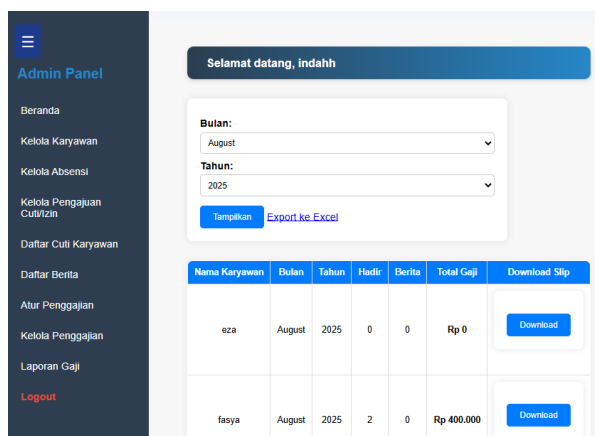 ☰
Admin Panel
Beranda
Kelola Karyawan
Kelola Absensi
Kelola Pengajuan
Cuti/Izin
Daftar Cuti Karyawan
Daftar Berita
Atur Penggajian
Kelola Penggajian
Laporan Gaji
Logout
Selamat datang, indahh
Bulan:
August
Tahun:
2025
Tampilkan Export ke Excel
Nama Karyawan Bulan Tahun Hadir Berita Total Gaji Download Slip
eza August 2025 0 0 Rp 0 Download
fasya August 2025 2 0 Rp 400.000 Download